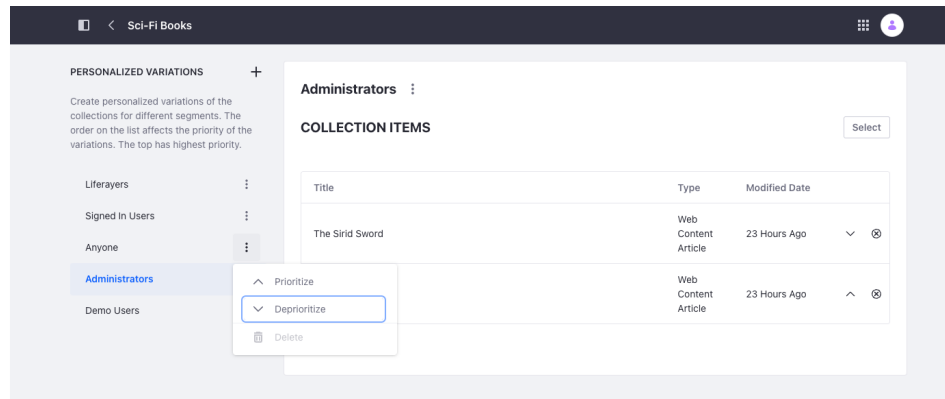 Sci-Fi Books
PERSONALIZED VARIATIONS
Create personalized variations of the
collections for different segments. The
order on the list affects the priority of the
variations. The top has highest priority.
Liferayers
Signed In Users
Anyone
Administrators
Demo Users
Prioritize
Deprioritize
Delete
Administrators
COLLECTION ITEMS
Select
Title Type Modified Date
The Sirid Sword Web Content Article 23 Hours Ago
Web Content Article 23 Hours Ago